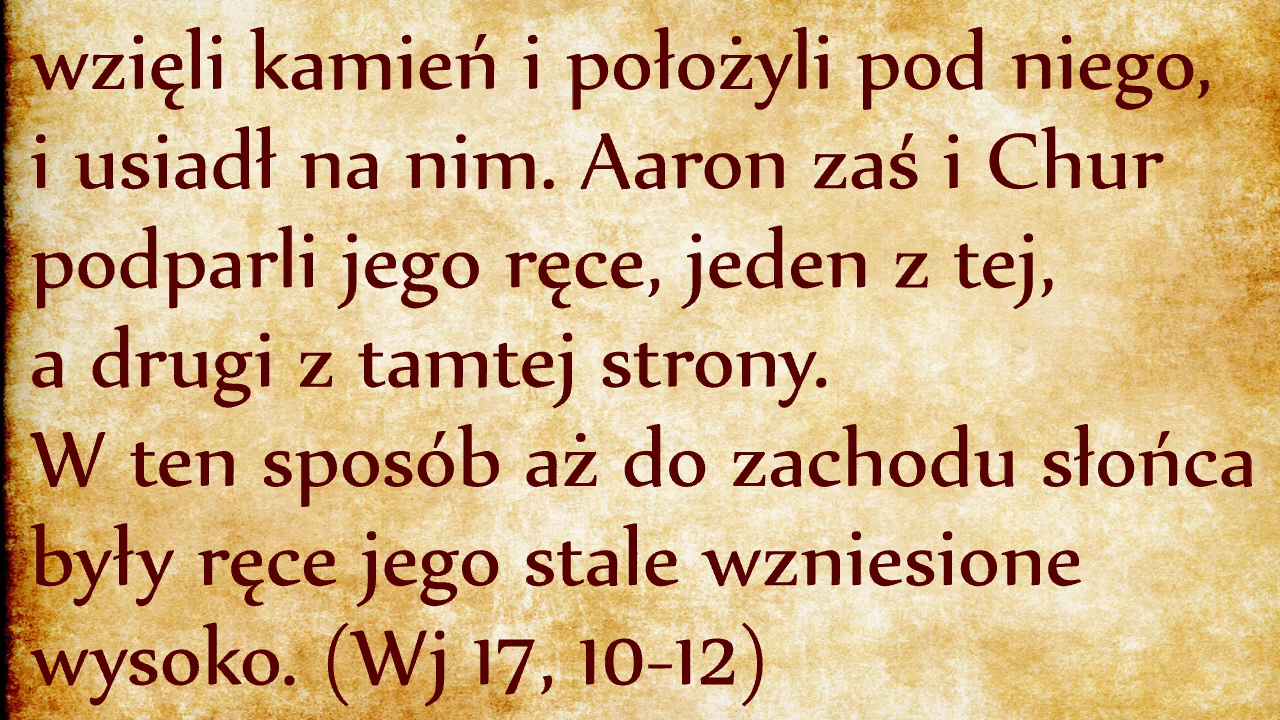 wzięli kamień i położyli pod niego,
i usiadł na nim. Aaron zaś i Chur
podparli jego ręce, jeden z tej,
a drugi z tamtej strony.
W ten sposób aż do zachodu słońca
były ręce jego stale wzniesione
wysoko. (Wj 17, 10-12)